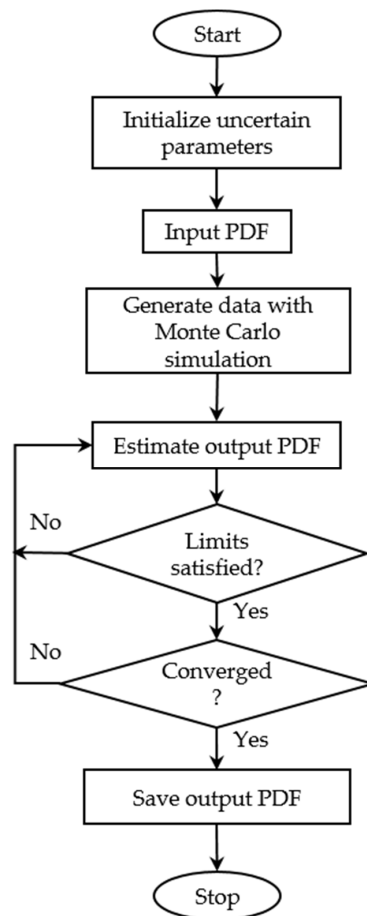 Start
Initialize uncertain
parameters
Input PDF
Generate data with
Monte Carlo
simulation
Estimate output PDF
No
Limits
satisfied?
Yes
No
Converged
?
Yes
Save output PDF
Stop